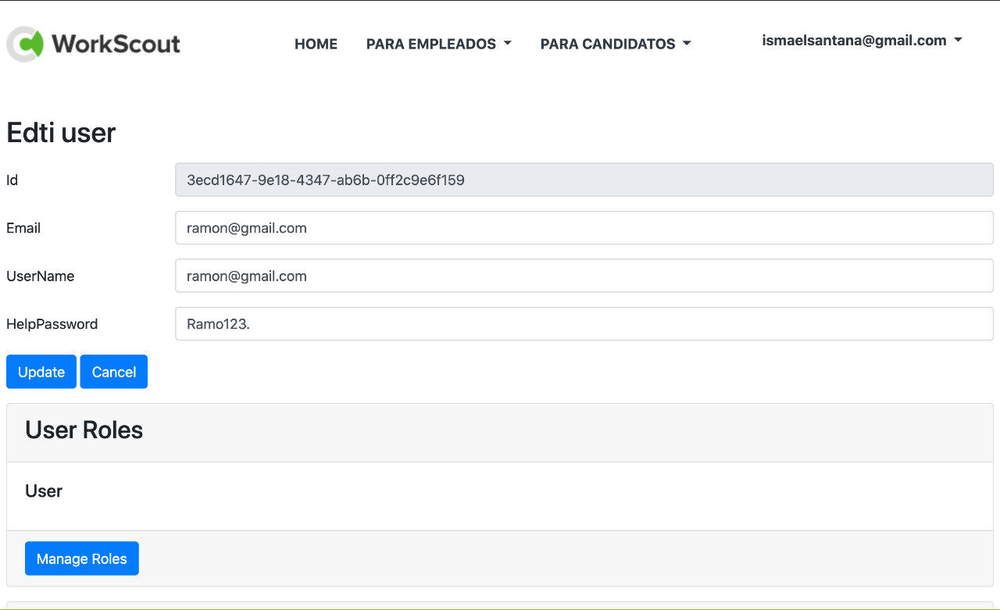 WorkScout HOME PARA EMPLEADOS PARA CANDIDATOS ismaelsantana@gmail.com
Edti user
Id 3ecd1647-9e18-4347-ab6b-0ff2c9e6f159
Email ramon@gmail.com
UserName ramon@gmail.com
HelpPassword Ramo123.
Update Cancel
User Roles
User
Manage Roles